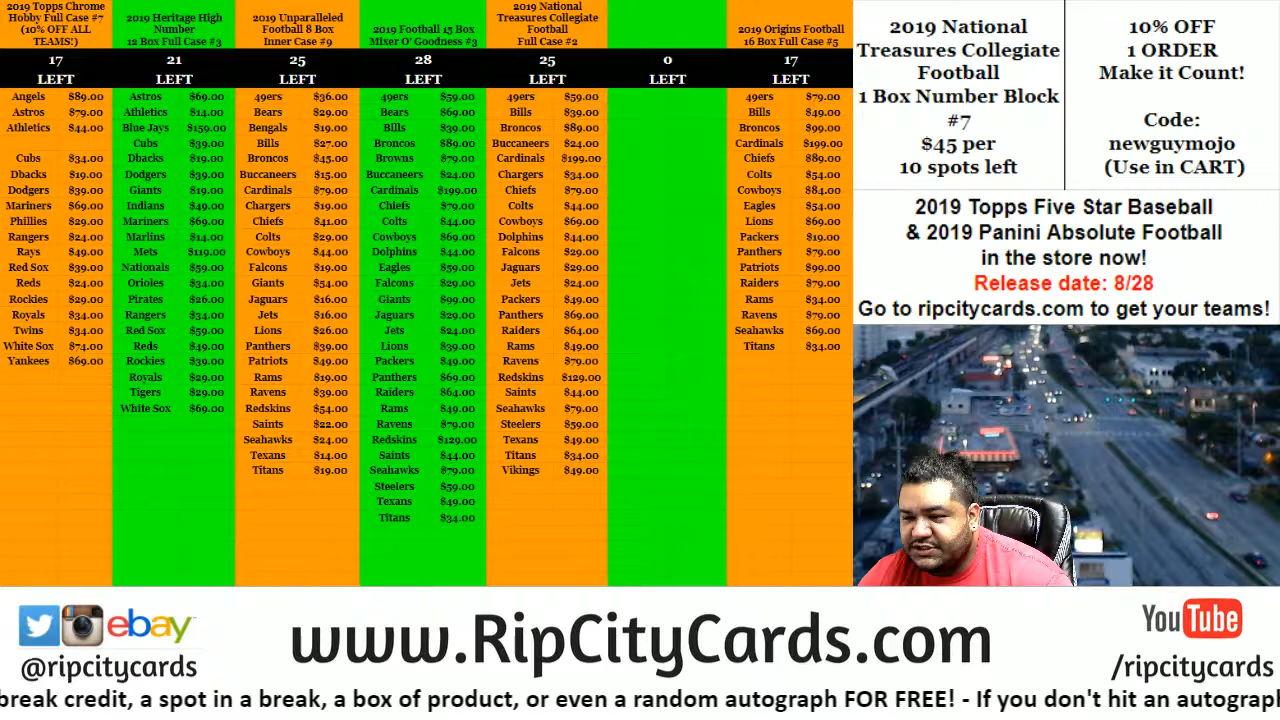 2019 Topps Chrome
Hobby Full Case #7
(10% OFF ALL
TEAMS!)
17
LEFT
Angels $89.00
Astros $79.00
Athletics $44.00
Cubs $34.00
Dbacks $19.00
Dodgers $39.00
Mariners $69.00
Phillies $29.00
Rangers $24.00
Rays $49.00
Red Sox $39.00
Reds $24.00
Rockies $29.00
Royals $34.00
Twins $34.00
White Sox $74.00
Yankees $69.00
2019 Heritage High
Number
12 Box Full Case #3
21
LEFT
Astros $69.00
Athletics $14.00
Blue Jays $159.00
Cubs $39.00
Dbacks $19.00
Dodgers $39.00
Giants $19.00
Indians $49.00
Mariners $69.00
Marlins $14.00
Mets $119.00
Nationals $59.00
Orioles $34.00
Pirates $26.00
Rangers $34.00
Red Sox $59.00
Reds $49.00
Rockies $39.00
Royals $29.00
Tigers $29.00
White Sox $69.00
2019 Unparalleled
Football 8 Box
Inner Case #9
25
LEFT
49ers $36.00
Bears $29.00
Bengals $19.00
Bills $27.00
Broncos $45.00
Buccaneers $15.00
Cardinals $79.00
Chargers $19.00
Chiefs $41.00
Colts $29.00
Cowboys $44.00
Falcons $19.00
Giants $54.00
Jaguars $16.00
Jets $16.00
Lions $26.00
Panthers $39.00
Patriots $49.00
Rams $19.00
Ravens $39.00
Redskins $54.00
Saints $22.00
Seahawks $24.00
Texans $14.00
Titans $19.00
2019 Football 15 Box
Mixer O' Goodness #3
28
LEFT
49ers $59.00
Bears $69.00
Bills $39.00
Broncos $89.00
Browns $79.00
Buccaneers $24.00
Cardinals $199.00
Chiefs $79.00
Colts $44.00
Cowboys $69.00
Dolphins $44.00
Eagles $59.00
Falcons $29.00
Giants $99.00
Jaguars $29.00
Jets $24.00
Lions $39.00
Packers $49.00
Panthers $69.00
Raiders $64.00
Rams $49.00
Ravens $79.00
Redskins $129.00
Saints $44.00
Seahawks $79.00
Steelers $59.00
Texans $49.00
Titans $34.00
2019 National
Treasures Collegiate
Football
Full Case #2
25
LEFT
49ers $59.00
Bills $39.00
Broncos $89.00
Buccaneers $24.00
Cardinals $199.00
Chargers $34.00
Chiefs $79.00
Colts $44.00
Cowboys $69.00
Dolphins $44.00
Falcons $29.00
Jaguars $29.00
Jets $24.00
Packers $49.00
Panthers $69.00
Raiders $64.00
Rams $49.00
Ravens $79.00
Redskins $129.00
Saints $44.00
Seahawks $79.00
Steelers $59.00
Texans $49.00
Titans $34.00
Vikings $49.00
0
LEFT
2019 Origins Football
16 Box Full Case #5
17
LEFT
49ers $79.00
Bills $49.00
Broncos $99.00
Cardinals $199.00
Chiefs $89.00
Colts $54.00
Cowboys $84.00
Eagles $54.00
Lions $69.00
Packers $19.00
Panthers $79.00
Patriots $99.00
Raiders $79.00
Rams $34.00
Ravens $79.00
Seahawks $69.00
Titans $34.00
2019 National
Treasures Collegiate
Football
1 Box Number Block
#7
$45 per
10 spots left
10% OFF
1 ORDER
Make it Count!
Code:
newguymojo
(Use in CART)
2019 Topps Five Star Baseball
& 2019 Panini Absolute Football
in the store now!
Release date: 8/28
Go to ripcitycards.com to get your teams!
ebay
@ripcitycards
www.RipCityCards.com
YouTube
/ripcitycards
break credit, a spot in a break, a box of product, or even a random autograph FOR FREE! - If you don't hit an autograph